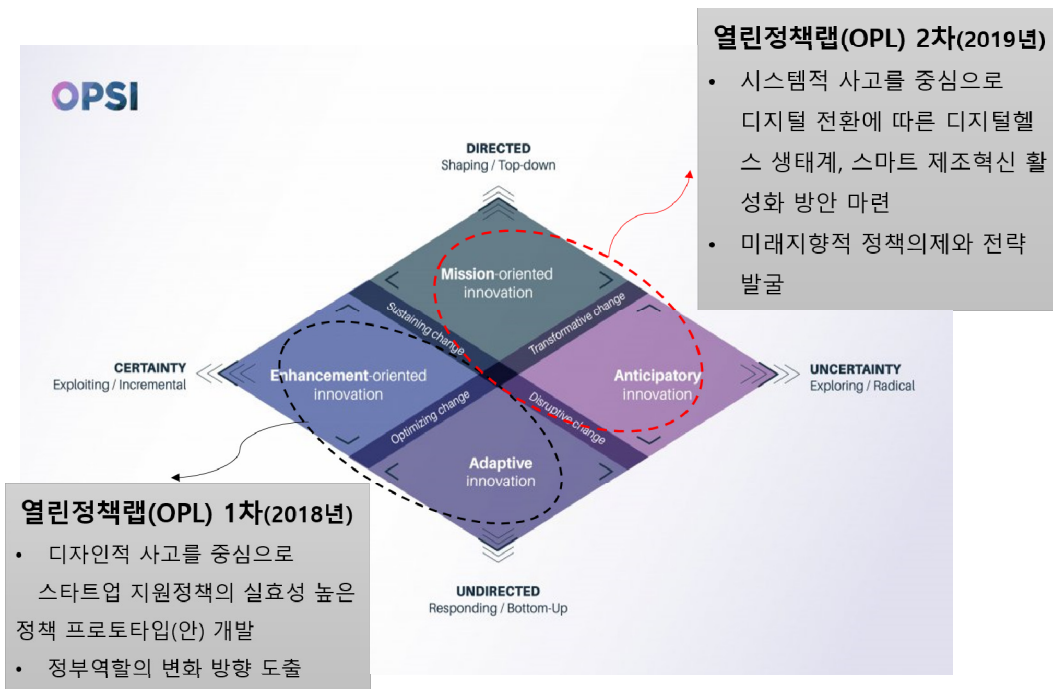 열린정책랩(OPL) 2차(2019년)
• 시스템적 사고를 중심으로
디지털 전환에 따른 디지털헬
스 생태계, 스마트 제조혁신 활
성화 방안 마련
• 미래지향적 정책의제와 전략
발굴
OPSI
DIRECTED
Shaping / Top-down
Mission-oriented
innovation
Sustaining change
Transformative change
CERTAINTY
Exploiting / Incremental
Enhancement-oriented
innovation
Anticipatory
innovation
UNCERTAINTY
Exploring / Radical
Optimizing change
Disruptive change
Adaptive
innovation
UNDIRECTED
Responding / Bottom-Up
열린정책랩(OPL) 1차(2018년)
• 디자인적 사고를 중심으로
스타트업 지원정책의 실효성 높은
정책 프로토타입(안) 개발
• 정부역할의 변화 방향 도출